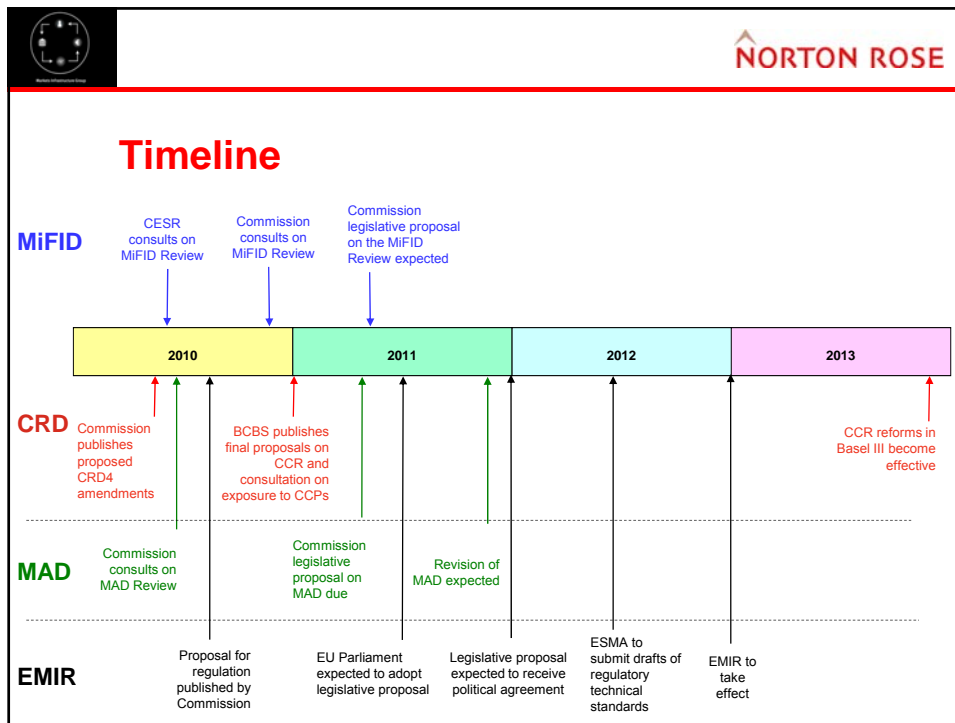 Markets Infrastructure Group
NORTON ROSE
Timeline
MiFID
CESR
consults on
MiFID Review
Commission
consults on
MiFID Review
Commission
legislative proposal
on the MiFID
Review expected
2010
2011
2012
2013
CRD
Commission
publishes
proposed
CRD4
amendments
BCBS publishes
final proposals on
CCR and
consultation on
exposure to CCPs
CCR reforms in
Basel III become
effective
MAD
Commission
consults on
MAD Review
Commission
legislative
proposal on
MAD due
Revision of
MAD expected
EMIR
Proposal for
regulation
published by
Commission
EU Parliament
expected to adopt
legislative proposal
Legislative proposal
expected to receive
political agreement
ESMA to
submit drafts of
regulatory
technical
standards
EMIR to
take
effect